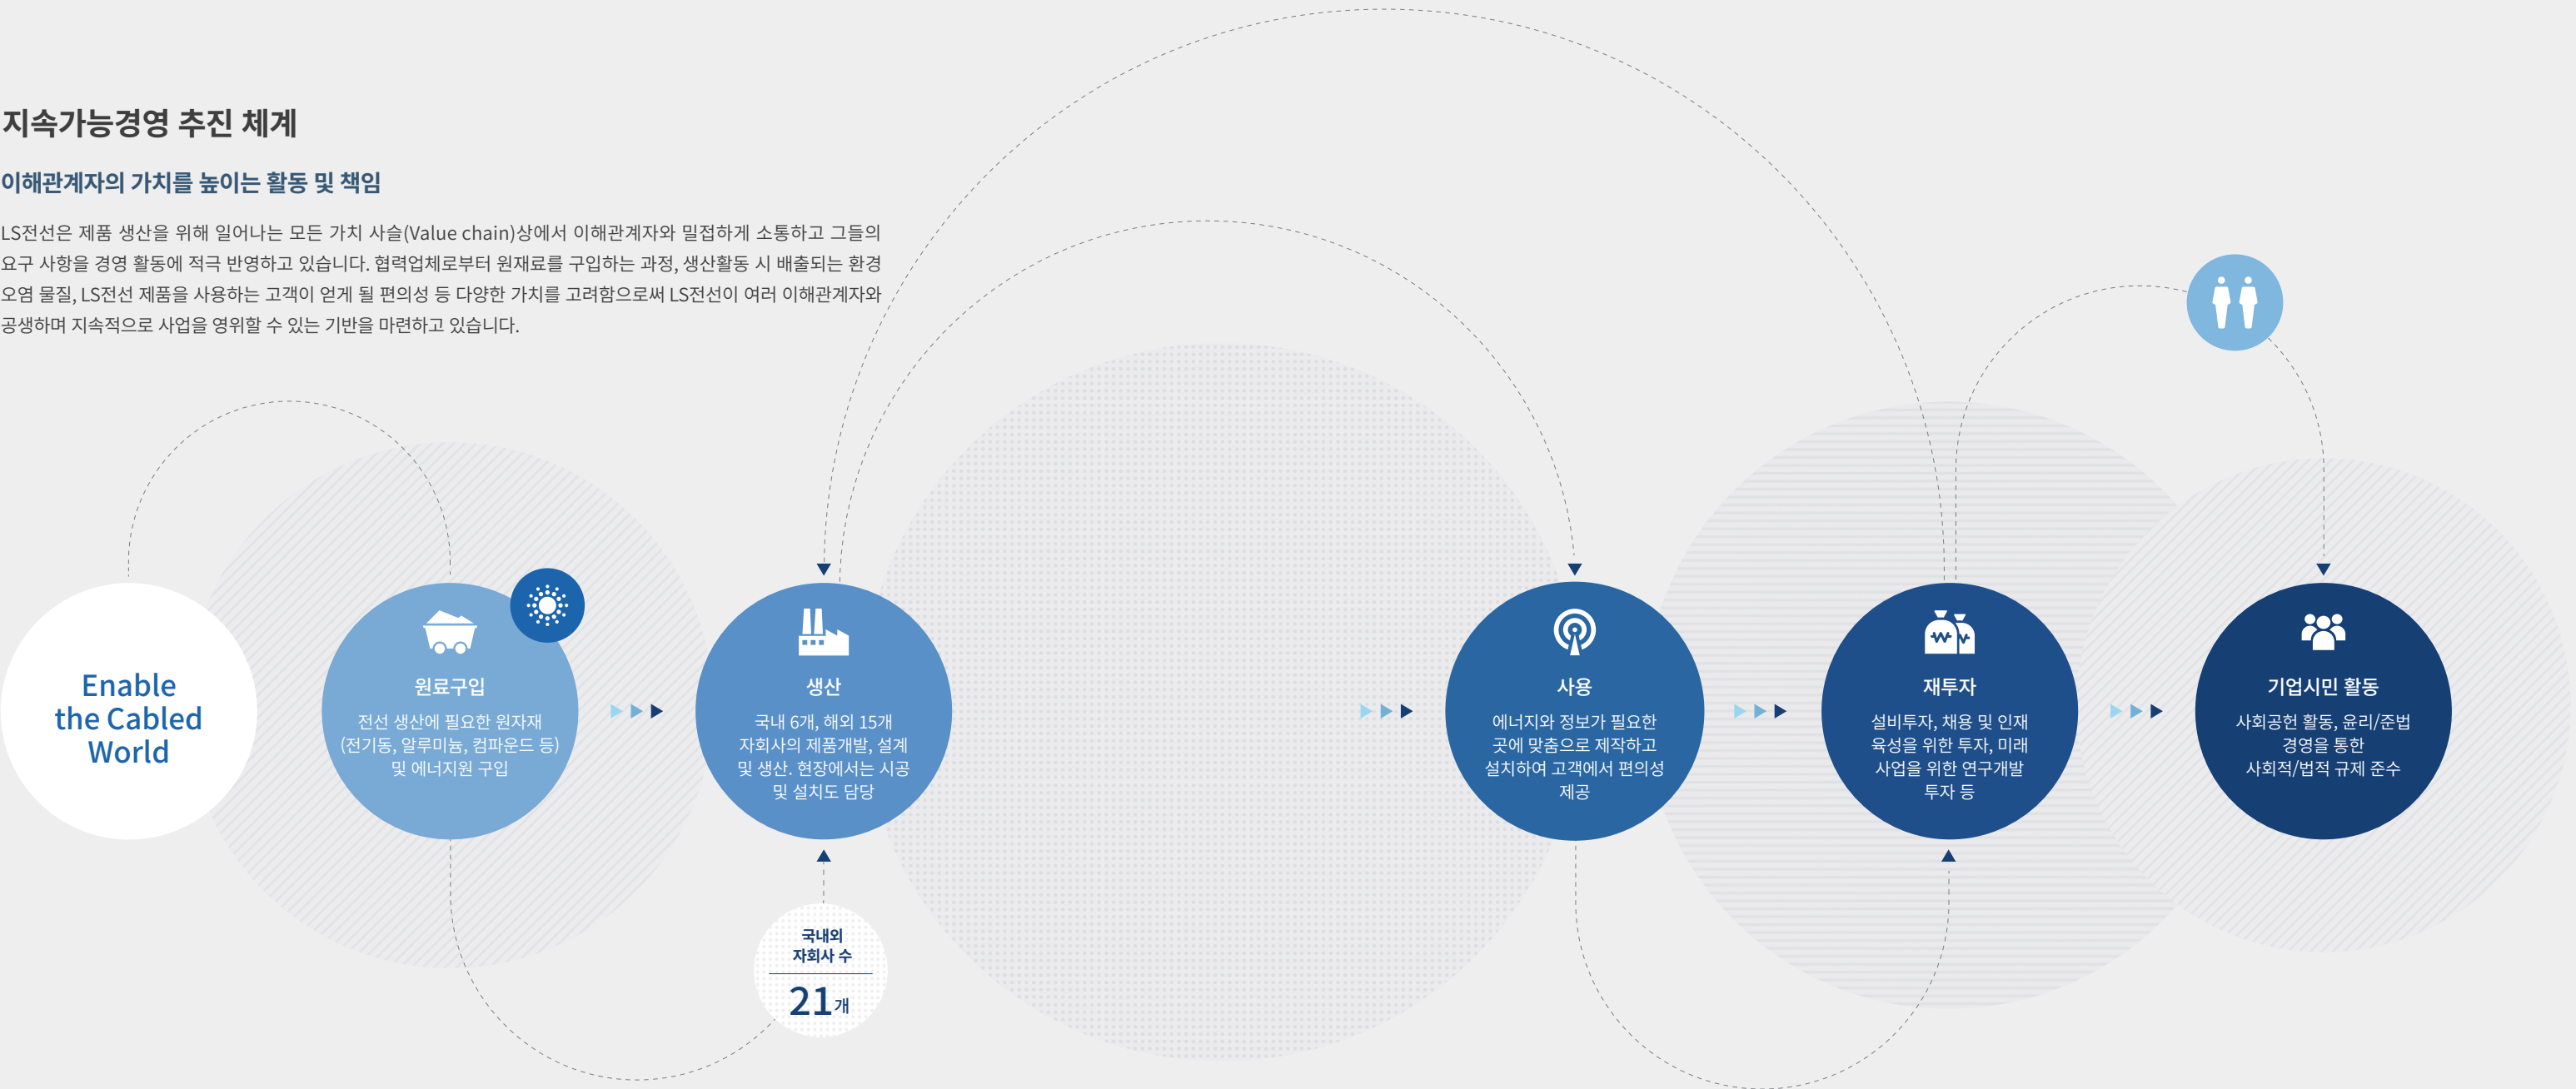 지속가능경영 추진 체계
이해관계자의 가치를 높이는 활동 및 책임
LS전선은 제품 생산을 위해 일어나는 모든 가치 사슬(Value chain)상에서 이해관계자와 밀접하게 소통하고 그들의
요구 사항을 경영 활동에 적극 반영하고 있습니다. 협력업체로부터 원재료를 구입하는 과정, 생산활동 시 배출되는 환경
오염 물질, LS전선 제품을 사용하는 고객이 얻게 될 편의성 등 다양한 가치를 고려함으로써 LS전선이 여러 이해관계자와
공생하며 지속적으로 사업을 영위할 수 있는 기반을 마련하고 있습니다.
Enable
the Cabled
World
원료구입
전선 생산에 필요한 원자재
(전기동, 알루미늄, 컴파운드 등)
및 에너지원 구입
생산
국내 6개, 해외 15개
자회사의 제품개발, 설계
및 생산. 현장에서는 시공
및 설치도 담당
국내외
자회사 수
21개
사용
에너지와 정보가 필요한
곳에 맞춤으로 제작하고
설치하여 고객에서 편의성
제공
재투자
설비투자, 채용 및 인재
육성을 위한 투자, 미래
사업을 위한 연구개발
투자 등
기업시민 활동
사회공헌 활동, 윤리/준법
경영을 통한
사회적/법적 규제 준수